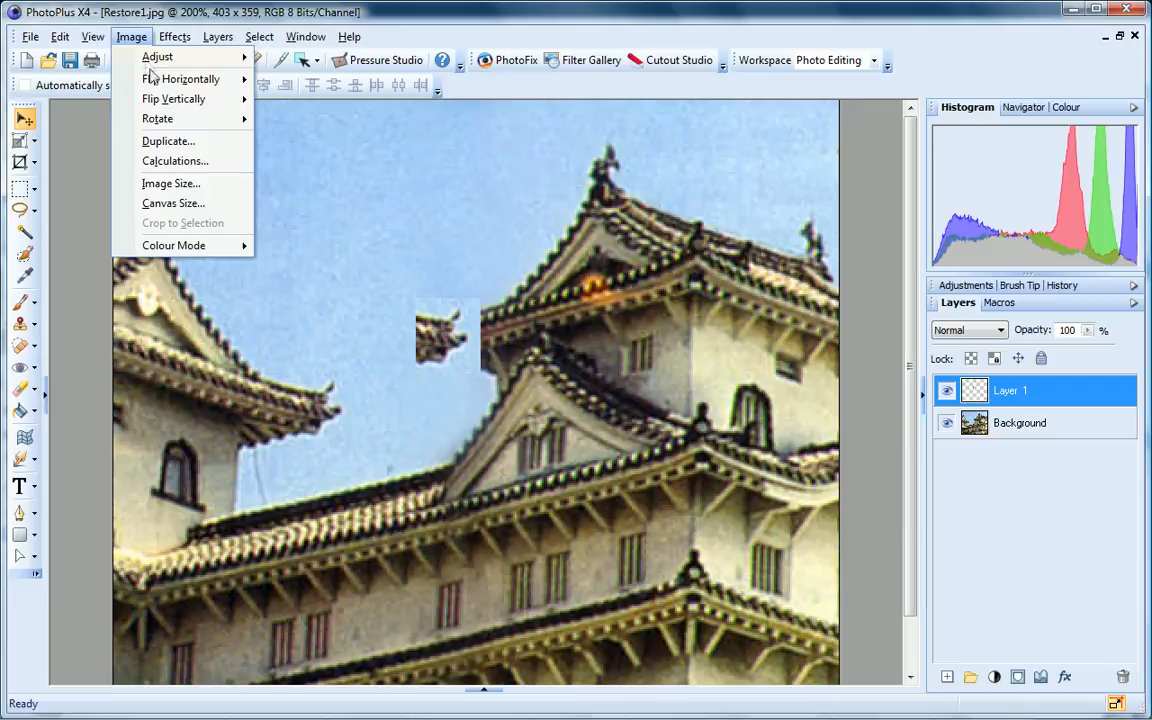 PhotoPlus X4 - [Restore1.jpg @ 200%, 403 x 359, RGB 8 Bits/Channel]
File Edit View Image Effects Layers Select Window Help
Pressure Studio PhotoFix Filter Gallery Cutout Studio Workspace Photo Editing
Automatically s
Adjust
Flip Horizontally
Flip Vertically
Rotate
Duplicate...
Calculations...
Image Size...
Canvas Size...
Crop to Selection
Colour Mode
Histogram Navigator Colour
Adjustments Brush Tip History
Layers Macros
Normal Opacity: 100 %
Lock:
Layer 1
Background
T
fx
Ready